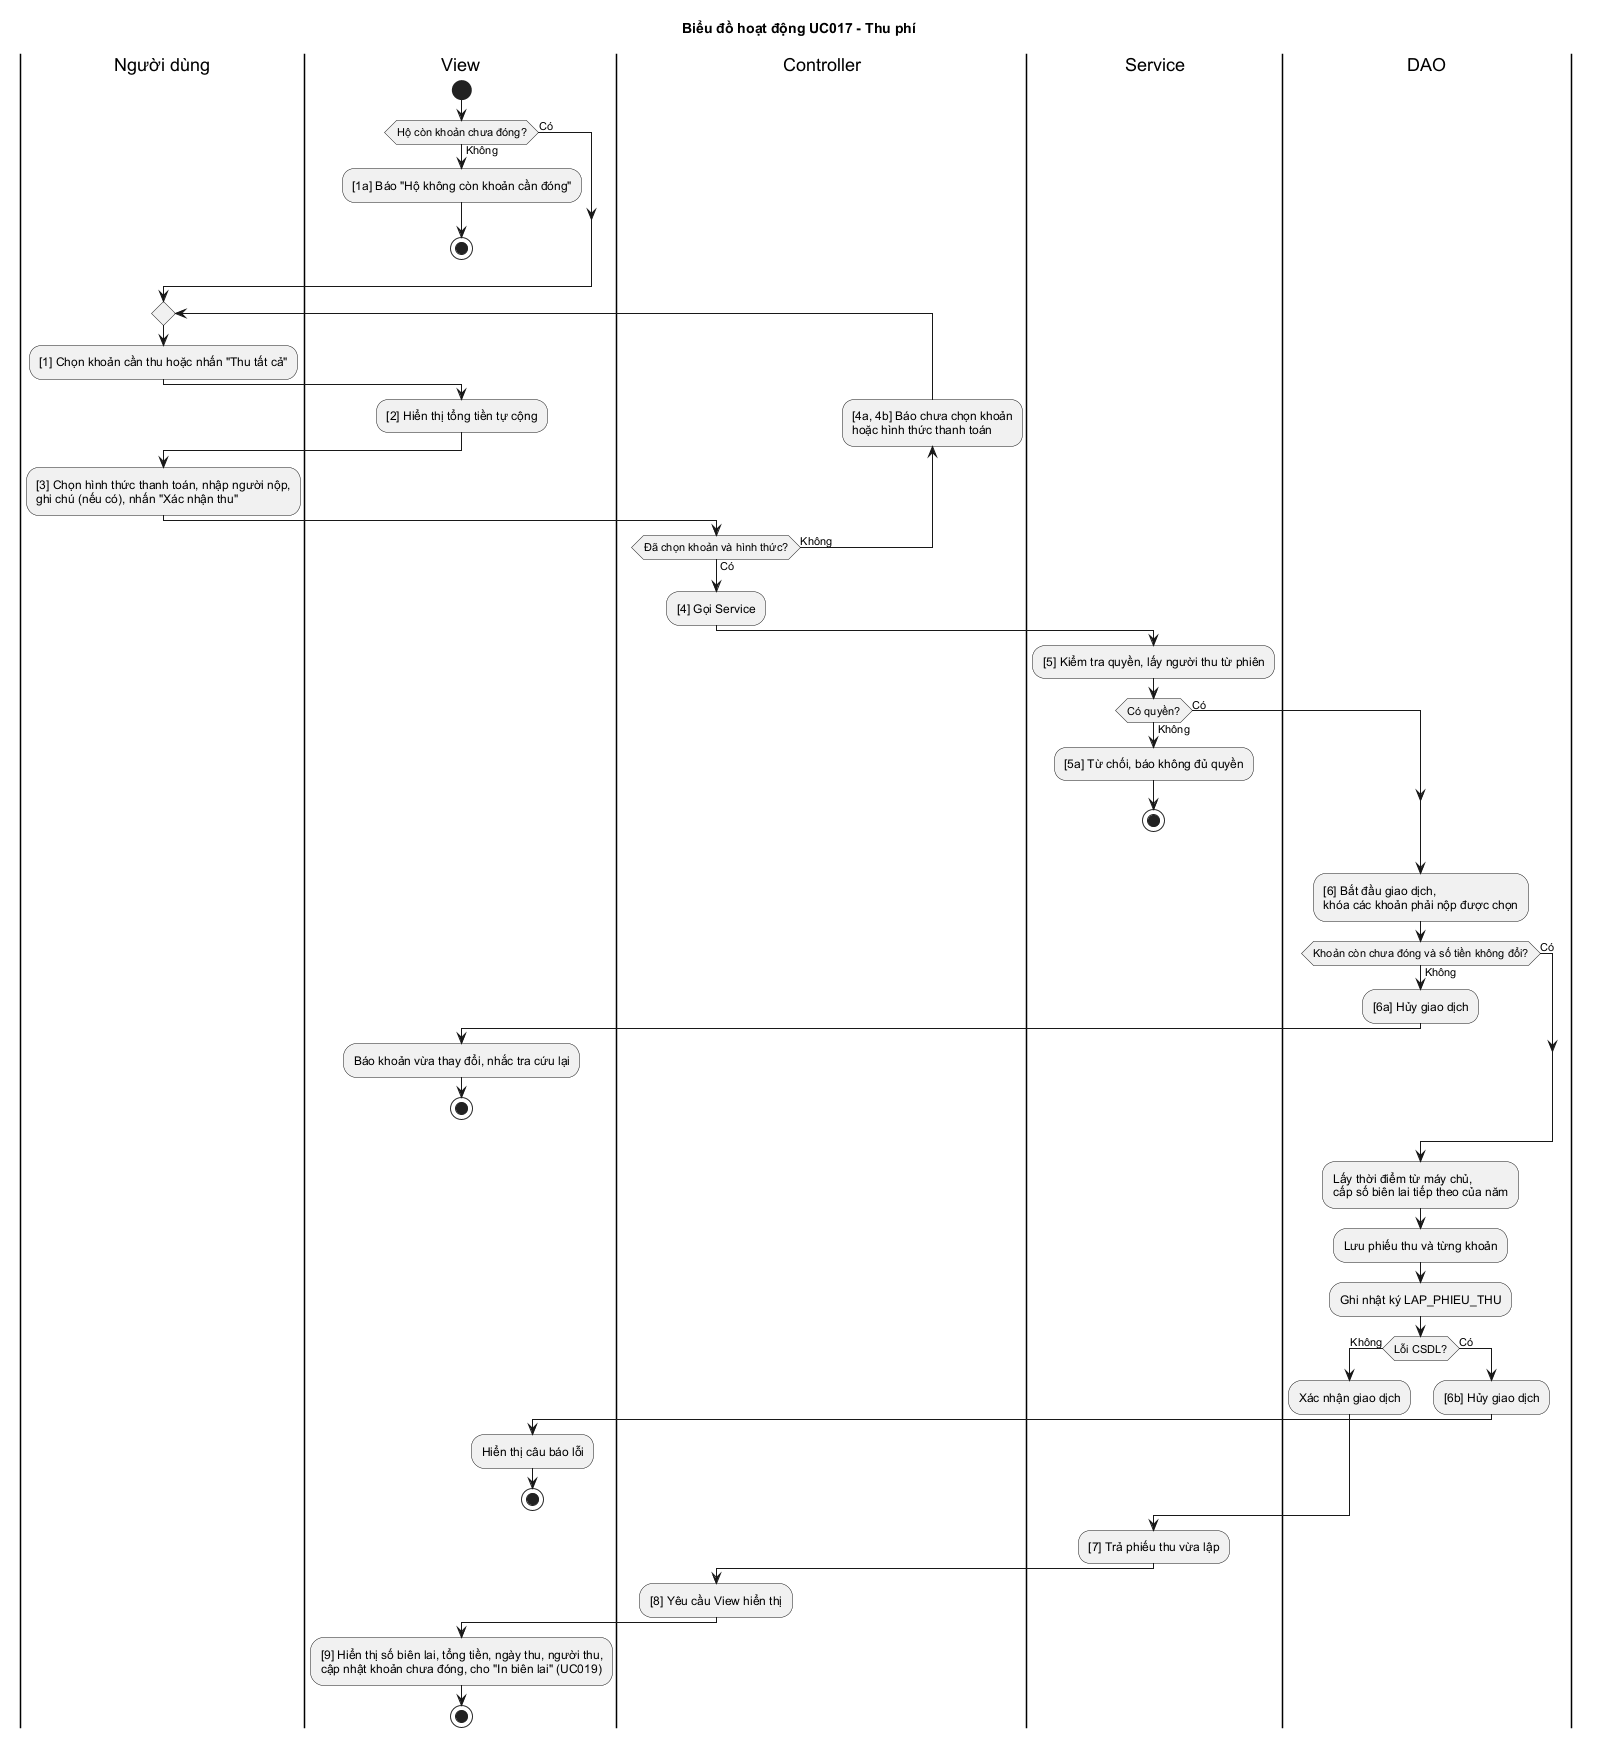 Biểu đồ hoạt động UC017 - Thu phí
Người dùng
View
Controller
Service
DAO
Hộ còn khoản chưa đóng?
Có
Không
[1a] Báo "Hộ không còn khoản cần đóng"
[1] Chọn khoản cần thu hoặc nhấn "Thu tất cả"
[2] Hiển thị tổng tiền tự cộng
[4a, 4b] Báo chưa chọn khoản
hoặc hình thức thanh toán
[3] Chọn hình thức thanh toán, nhập người nộp,
ghi chú (nếu có), nhấn "Xác nhận thu"
Đã chọn khoản và hình thức?
Không
Có
[4] Gọi Service
[5] Kiểm tra quyền, lấy người thu từ phiên
Có quyền?
Có
Không
[5a] Từ chối, báo không đủ quyền
[6] Bắt đầu giao dịch,
khóa các khoản phải nộp được chọn
Khoản còn chưa đóng và số tiền không đổi?
Có
Không
[6a] Hủy giao dịch
Báo khoản vừa thay đổi, nhắc tra cứu lại
Lấy thời điểm từ máy chủ,
cấp số biên lai tiếp theo của năm
Lưu phiếu thu và từng khoản
Ghi nhật ký LAP_PHIEU_THU
Không
Lỗi CSDL?
Có
Xác nhận giao dịch
[6b] Hủy giao dịch
Hiển thị câu báo lỗi
[7] Trả phiếu thu vừa lập
[8] Yêu cầu View hiển thị
[9] Hiển thị số biên lai, tổng tiền, ngày thu, người thu,
cập nhật khoản chưa đóng, cho "In biên lai" (UC019)